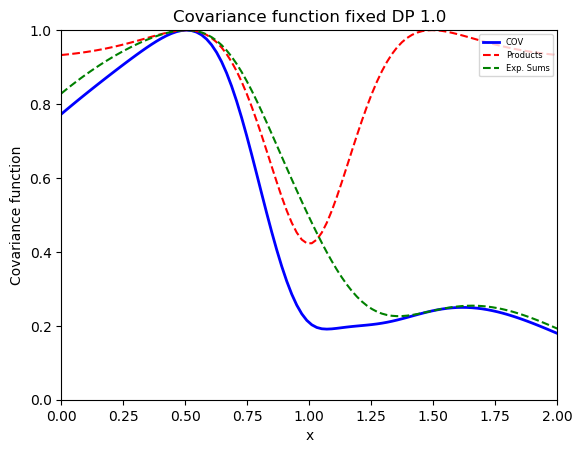 Covariance function fixed DP 1.0
COV
Products
Exp. Sums
Covariance function
1.0
0.8
0.6
0.4
0.2
0.0
0.00 0.25 0.50 0.75 1.00 1.25 1.50 1.75 2.00
x